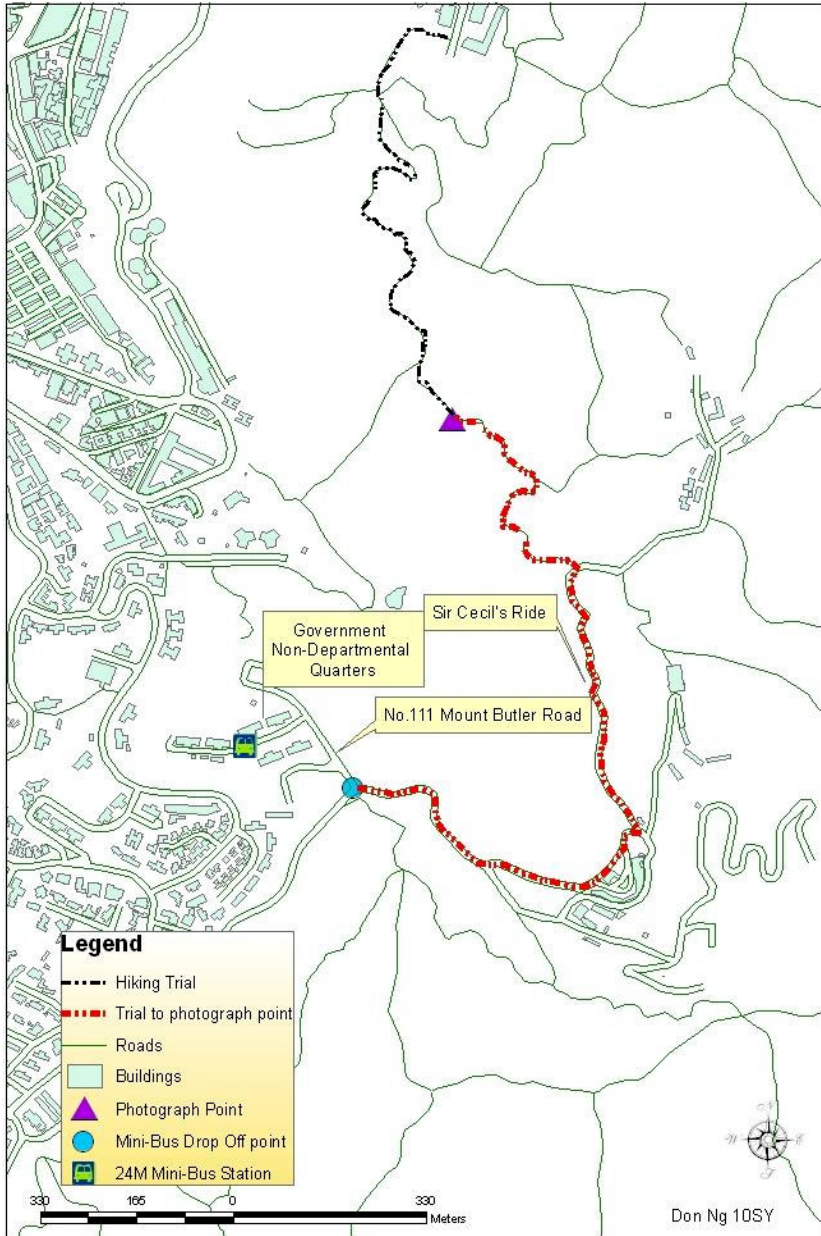 Sir Cecil's Ride
Government
Non-Departmental
Quarters
No.111 Mount Butler Road
Legend
Hiking Trial
Trial to photograph point
Roads
Buildings
Photograph Point
Mini-Bus Drop Off point
24M Mini-Bus Station
330 165 0 330
Meters
N
W E
S
Don Ng 10SY